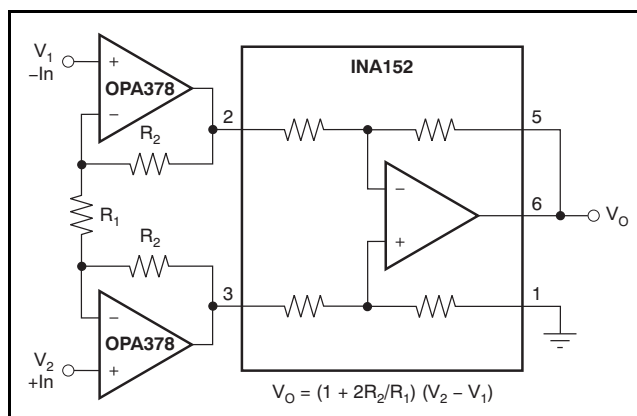 V1
–In
+
OPA378
–
R2
R1
R2
–
OPA378
+
V2
+In
INA152
2
5
–
+
6
VO
3
1
VO = (1 + 2R2/R1) (V2 – V1)